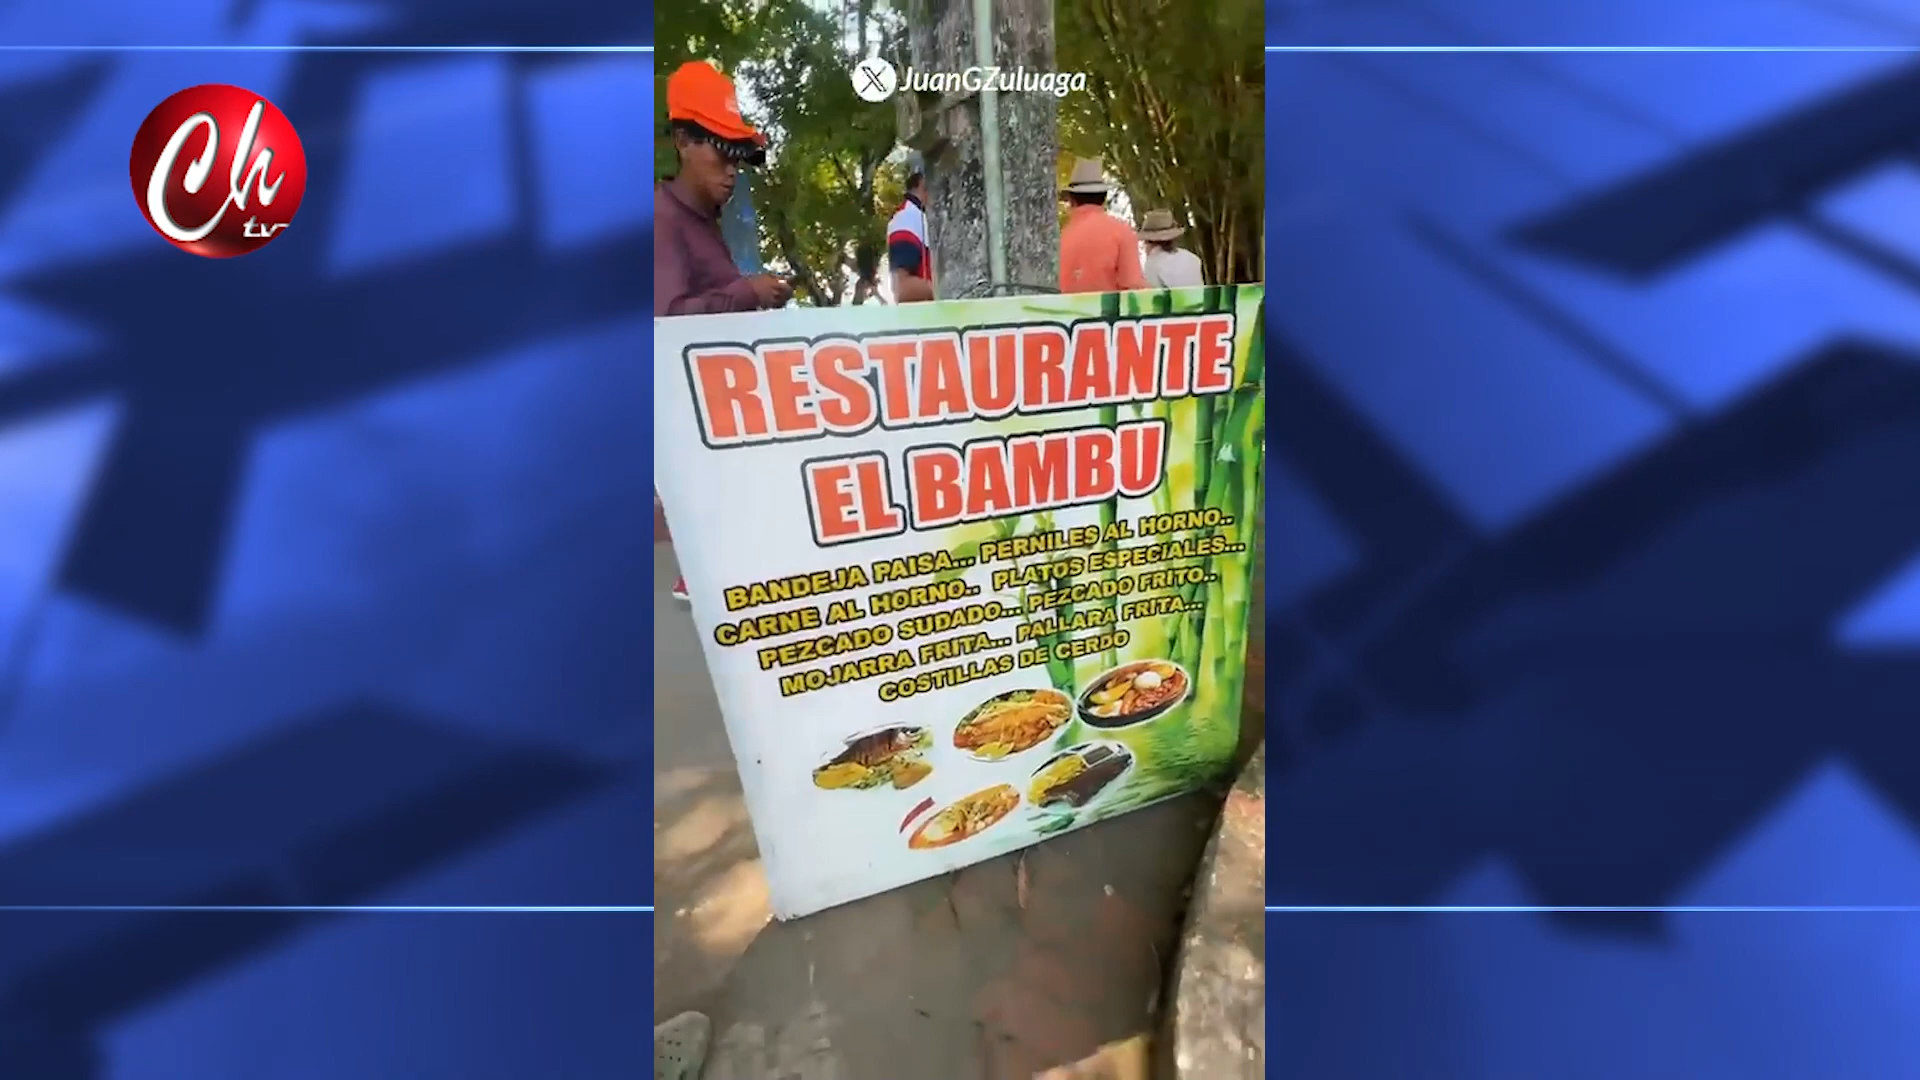 Ch
tv
JuanGZuluaga
RESTAURANTE
EL BAMBU
BANDEJA PAISA... PERNILES AL HORNO..
CARNE AL HORNO.. PLATOS ESPECIALES...
PEZCADO SUDADO... PEZCADO FRITO..
MOJARRA FRITA... PALLARA FRITA...
COSTILLAS DE CERDO